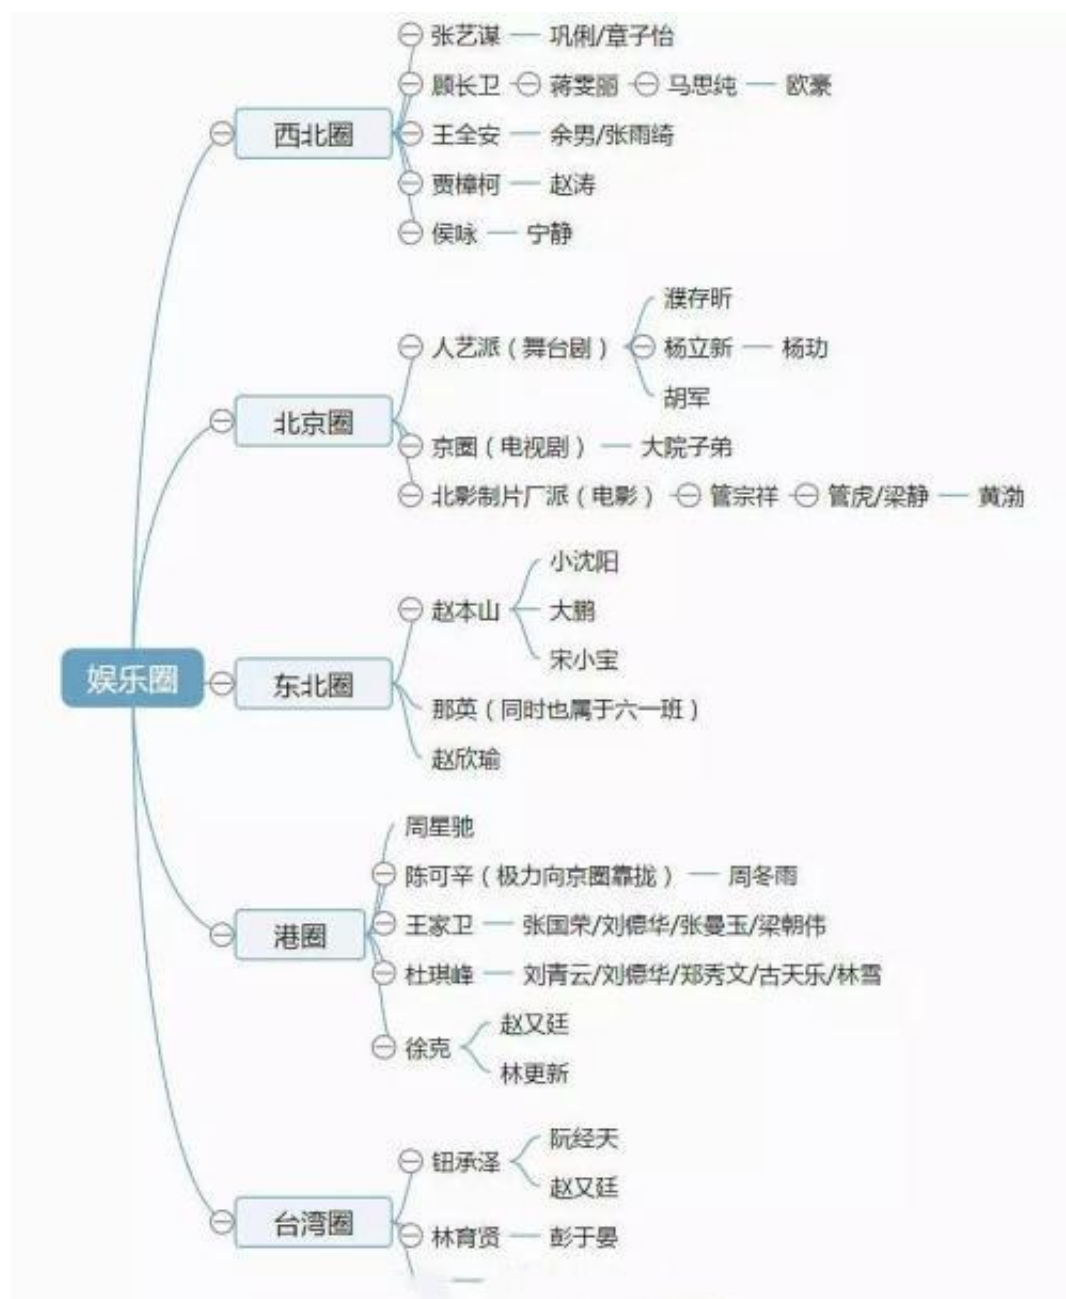 张艺谋 巩俐/章子怡
顾长卫 蒋雯丽 马思纯 欧豪
西北圈
王全安 余男/张雨绮
贾樟柯 赵涛
侯咏 宁静
濮存昕
人艺派（舞台剧） 杨立新 杨玏
胡军
北京圈
京圈（电视剧） 大院子弟
北影制片厂派（电影） 管宗祥 管虎/梁静 黄渤
小沈阳
赵本山 大鹏
宋小宝
娱乐圈
东北圈
那英（同时也属于六一班）
赵欣瑜
周星驰
陈可辛（极力向京圈靠拢） 周冬雨
港圈
王家卫 张国荣/刘德华/张曼玉/梁朝伟
杜琪峰 刘青云/刘德华/郑秀文/古天乐/林雪
赵又廷
徐克
林更新
阮经天
钮承泽
赵又廷
台湾圈
林育贤 彭于晏